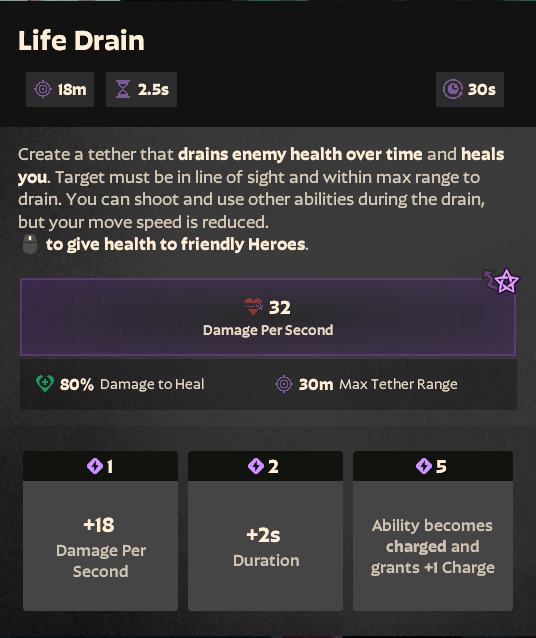 Life Drain
18m 2.5s 30s
Create a tether that drains enemy health over time and heals
you. Target must be in line of sight and within max range to
drain. You can shoot and use other abilities during the drain,
but your move speed is reduced.
to give health to friendly Heroes.
32
Damage Per Second
80% Damage to Heal 30m Max Tether Range
1
+18
Damage Per
Second
2
+2s
Duration
5
Ability becomes
charged and
grants +1 Charge